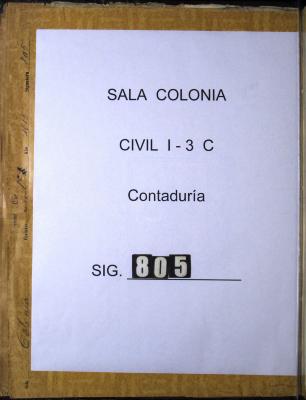 SALA COLONIA
CIVIL I - 3 C
Contaduría
SIG. 805